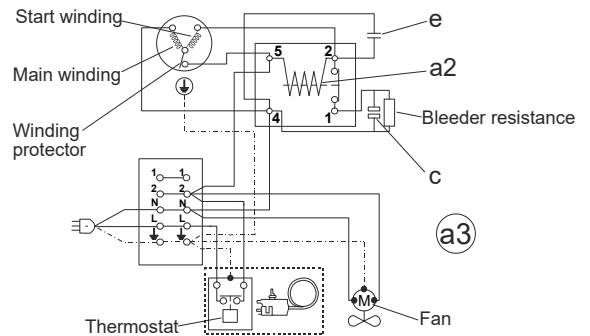 Start winding
Main winding
Winding
protector
e
a2
5
2
4
1
Bleeder resistance
c
1 1
2 2
N N
L L
a3
M
Fan
Thermostat